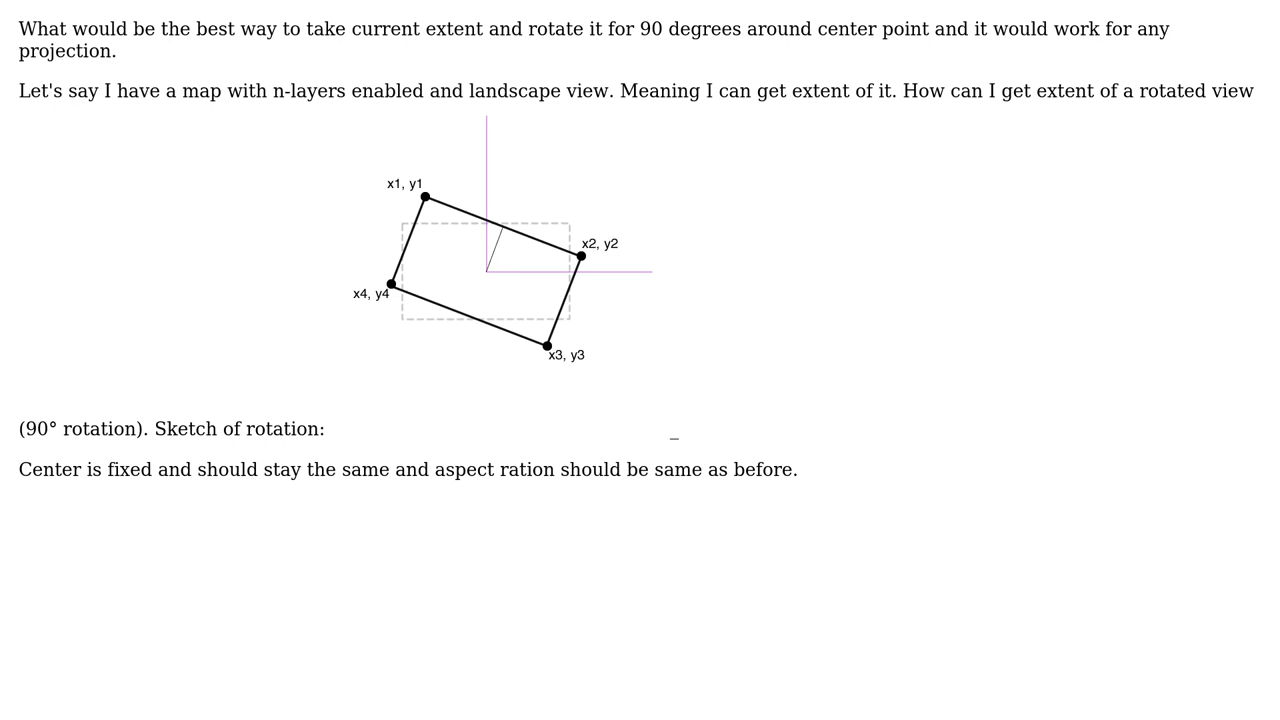 What would be the best way to take current extent and rotate it for 90 degrees around center point and it would work for any
projection.
Let's say I have a map with n-layers enabled and landscape view. Meaning I can get extent of it. How can I get extent of a rotated view
x1, y1
x2, y2
x4, y4
x3, y3
(90° rotation). Sketch of rotation:
_
Center is fixed and should stay the same and aspect ration should be same as before.